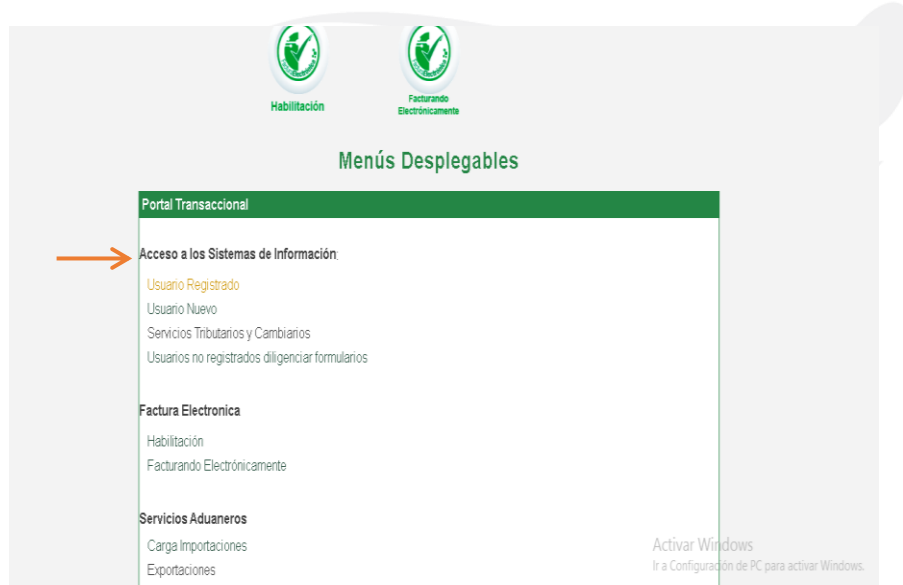 Habilitación
Facturando
Electrónicamente
Menús Desplegables
Portal Transaccional
Acceso a los Sistemas de Información:
Usuario Registrado
Usuario Nuevo
Servicios Tributarios y Cambiarios
Usuarios no registrados diligenciar formularios
Factura Electronica
Habilitación
Facturando Electrónicamente
Servicios Aduaneros
Carga Importaciones
Exportaciones
Activar Windows
Ir a Configuración de PC para activar Windows.